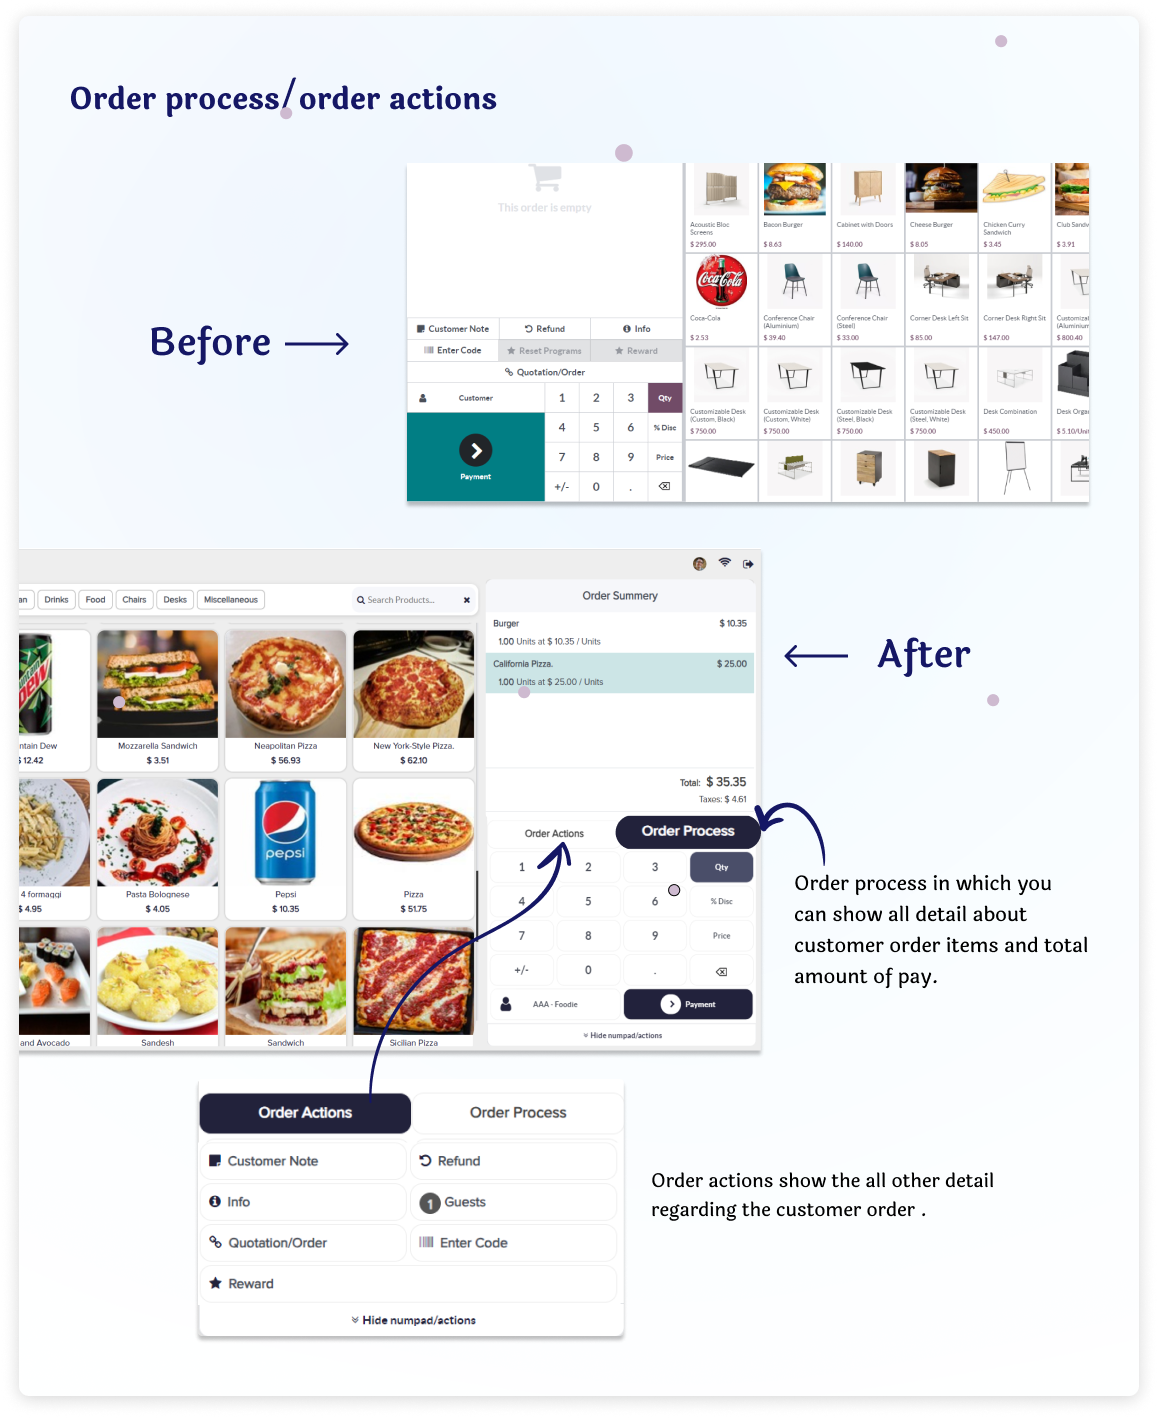 Order process/order actions
This order is empty
Acoustic Bloc
Screens
$ 295.00
Bacon Burger
$ 8.63
Cabinet with Doors
$ 140.00
Cheese Burger
$ 8.05
Chicken Curry
Sandwich
$ 3.45
Club Sandw
$ 3.91
Coca-Cola
Coca-Cola
$ 2.53
Conference Chair
(Aluminium)
$ 39.40
Conference Chair
(Steel)
$ 33.00
Corner Desk Left Sit
$ 85.00
Corner Desk Right Sit
$ 147.00
Customizal
(Aluminium
$ 800.40
Customizable Desk
(Custom, Black)
$ 750.00
Customizable Desk
(Custom, White)
$ 750.00
Customizable Desk
(Steel, Black)
$ 750.00
Customizable Desk
(Steel, White)
$ 750.00
Desk Combination
$ 450.00
Desk Orga
$ 5.10/Unit
Before
Customer Note
Refund
Info
Enter Code
Reset Programs
Reward
Quotation/Order
Customer
1 2 3 Qty
4 5 6 % Disc
7 8 9 Price
+/- 0 .
Payment
After
an
Drinks
Food
Chairs
Desks
Miscellaneous
Search Products...
Order Summery
Burger $ 10.35
1.00 Units at $ 10.35 / Units
California Pizza. $ 25.00
1.00 Units at $ 25.00 / Units
Total: $ 35.35
Taxes: $ 4.61
Dew
ntain Dew
$ 12.42
Mozzarella Sandwich
$ 3.51
Neapolitan Pizza
$ 56.93
New York-Style Pizza.
$ 62.10
4 formaggi
$ 4.95
Pasta Bolognese
$ 4.05
pepsi
Pepsi
$ 10.35
Pizza
$ 51.75
and Avocado
Sandesh
Sandwich
Sicilian Pizza
Order Actions
Order Process
1 2 3 Qty
4 5 6 % Disc
7 8 9 Price
+/- 0 .
AAA - Foodie
Payment
Hide numpad/actions
Order process in which you
can show all detail about
customer order items and total
amount of pay.
Order Actions
Order Process
Customer Note
Refund
Info
1 Guests
Quotation/Order
Enter Code
Reward
Hide numpad/actions
Order actions show the all other detail
regarding the customer order .